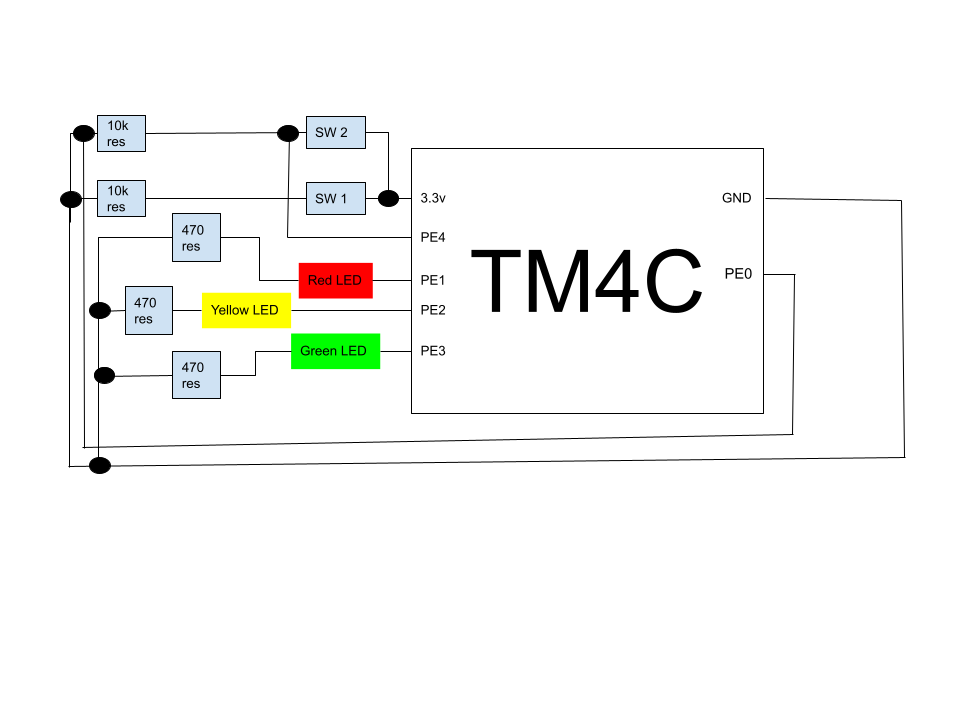 10k
res
SW 2
10k
res
SW 1
3.3v
GND
470
res
PE4
TM4C
Red LED
PE1
PE0
470
res
Yellow LED
PE2
Green LED
PE3
470
res